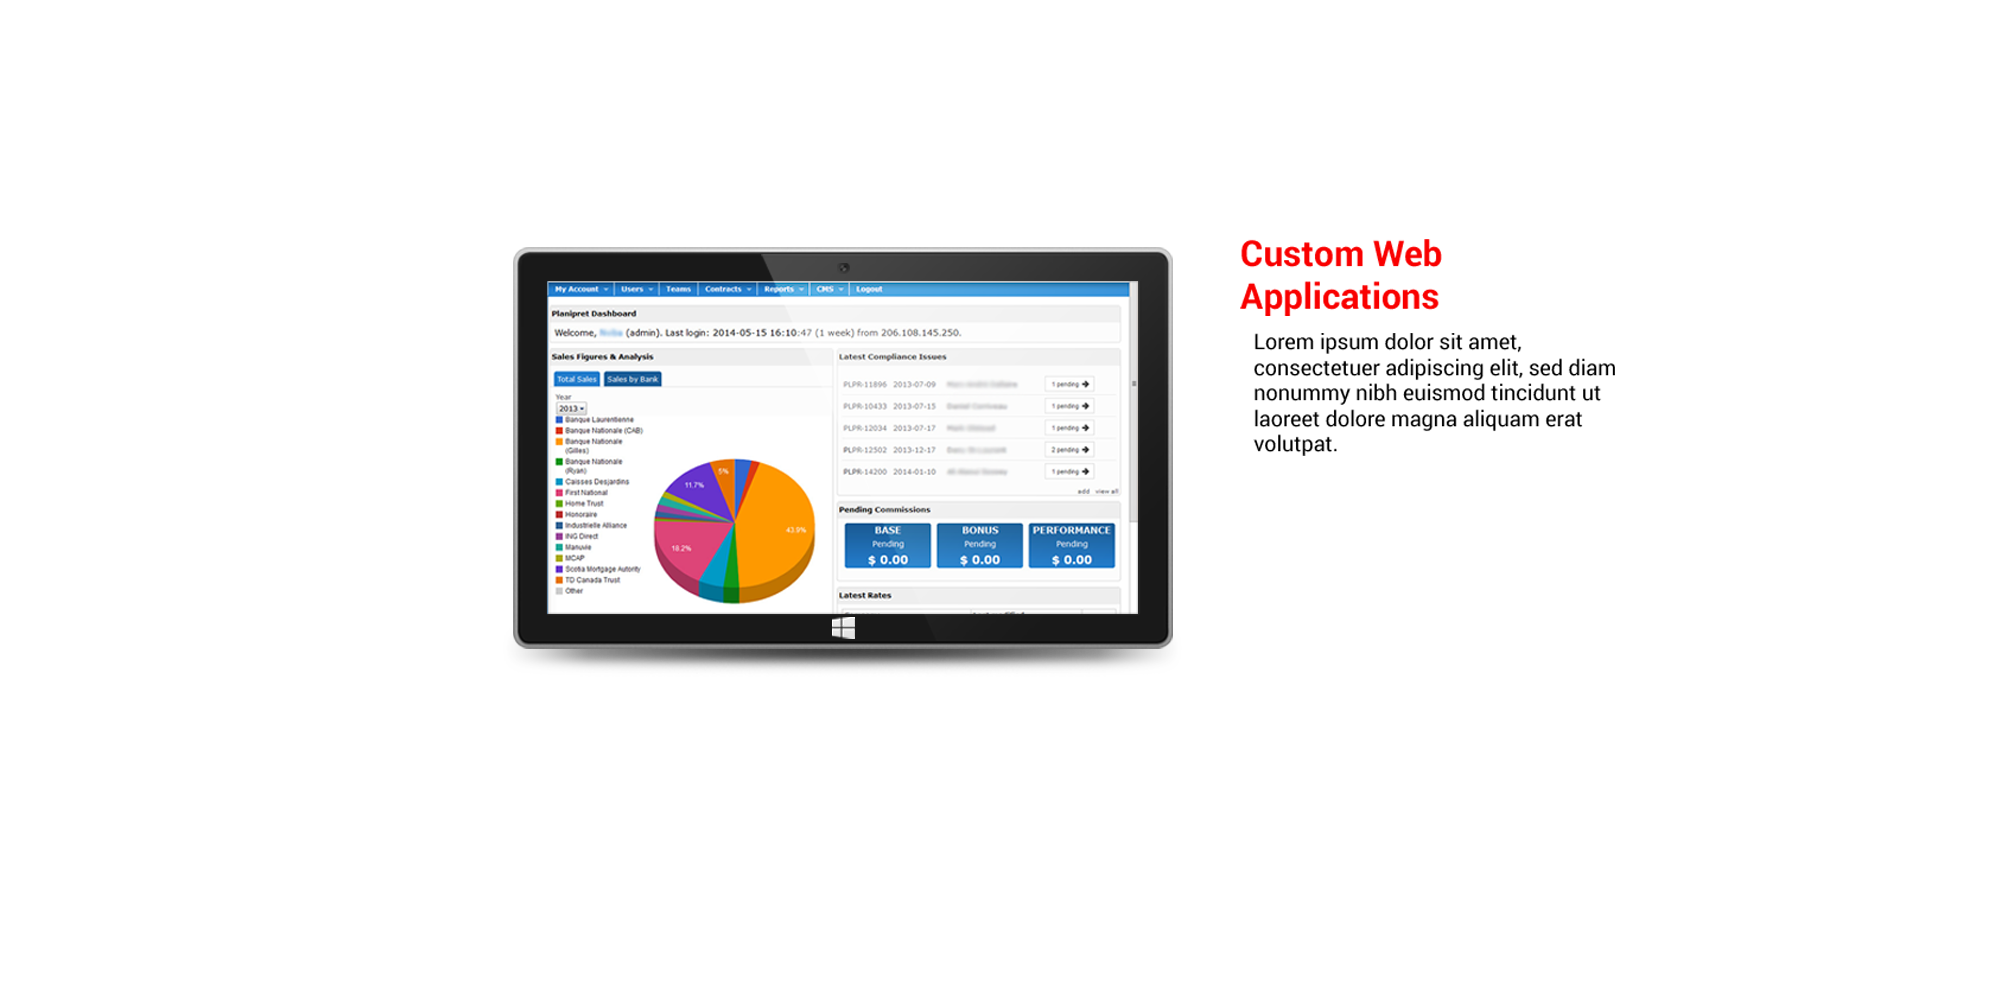 Custom Web
Applications
Lorem ipsum dolor sit amet,
consectetuer adipiscing elit, sed diam
nonummy nibh euismod tincidunt ut
laoreet dolore magna aliquam erat
volutpat.
My Account Users Teams Contracts Reports CMS Logout
Planipret Dashboard
Welcome, (admin). Last login: 2014-05-15 16:10:47 (1 week) from 206.108.145.250.
Sales Figures & Analysis
Total Sales Sales by Bank
Year
2013
Banque Laurentienne
Banque Nationale (CAB)
Banque Nationale
(Gilles)
Banque Nationale
(Ryan)
Caisses Desjardins
First National
Home Trust
Honoraire
Industrielle Alliance
ING Direct
Manuvie
MCAP
Scotia Mortgage Autority
TD Canada Trust
Other
5%
11.7%
43.9%
18.2%
Latest Compliance Issues
PLPR-11896 2013-07-09 1 pending
PLPR-10433 2013-07-15 1 pending
PLPR-12034 2013-07-17 1 pending
PLPR-12502 2013-12-17 2 pending
PLPR-14200 2014-01-10 1 pending
add view all
Pending Commissions
BASE
Pending
$ 0.00
BONUS
Pending
$ 0.00
PERFORMANCE
Pending
$ 0.00
Latest Rates